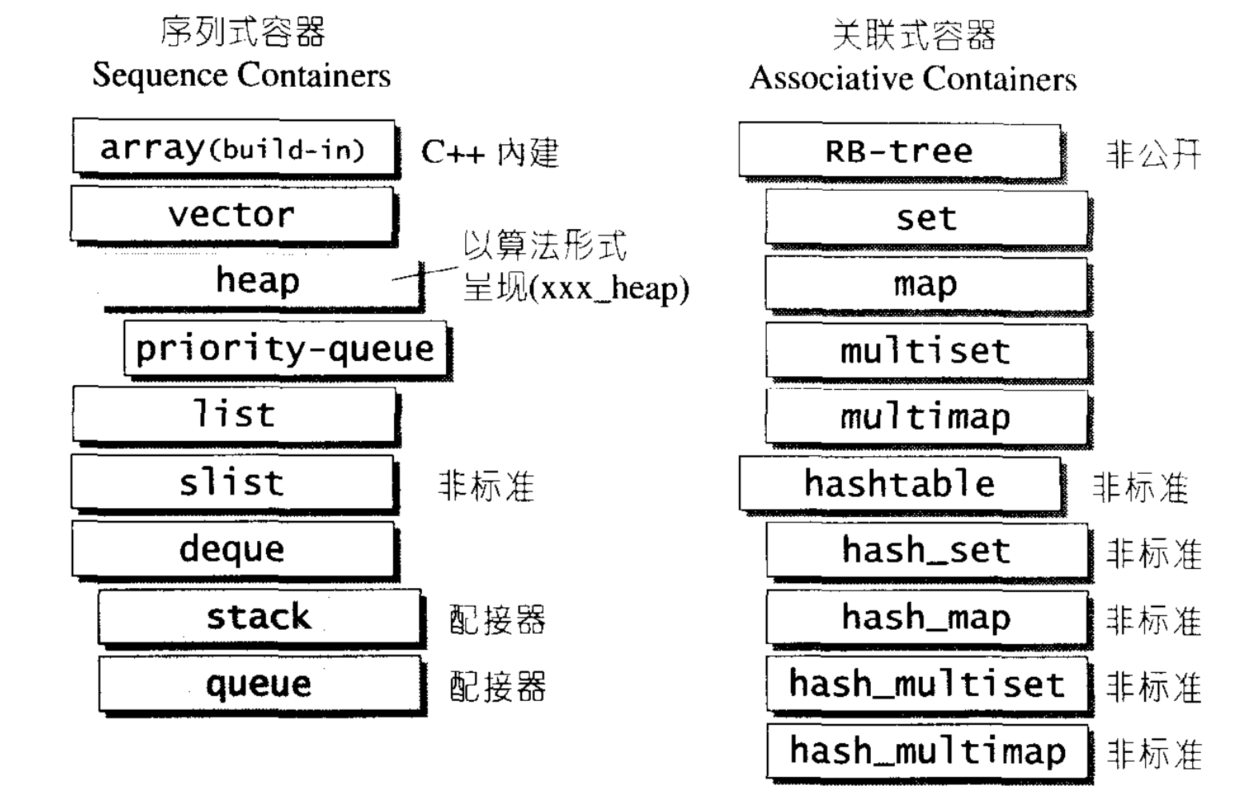 序列式容器
Sequence Containers
array(build-in) C++ 内建
vector
heap
以算法形式
呈现(xxx_heap)
priority-queue
list
slist 非标准
deque
stack 配接器
queue 配接器
关联式容器
Associative Containers
RB-tree 非公开
set
map
multiset
multimap
hashtable 非标准
hash_set 非标准
hash_map 非标准
hash_multiset 非标准
hash_multimap 非标准